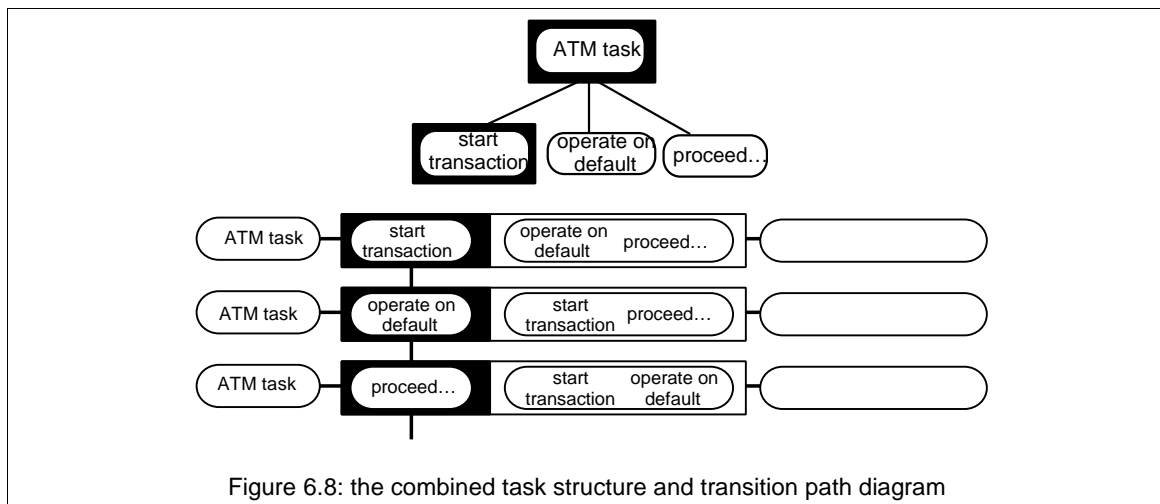 ATM task
start
transaction
operate on
default
proceed…
ATM task
start
transaction
operate on
default
proceed…
ATM task
operate on
default
start
transaction
proceed…
ATM task
proceed…
start
transaction
operate on
default
Figure 6.8: the combined task structure and transition path diagram